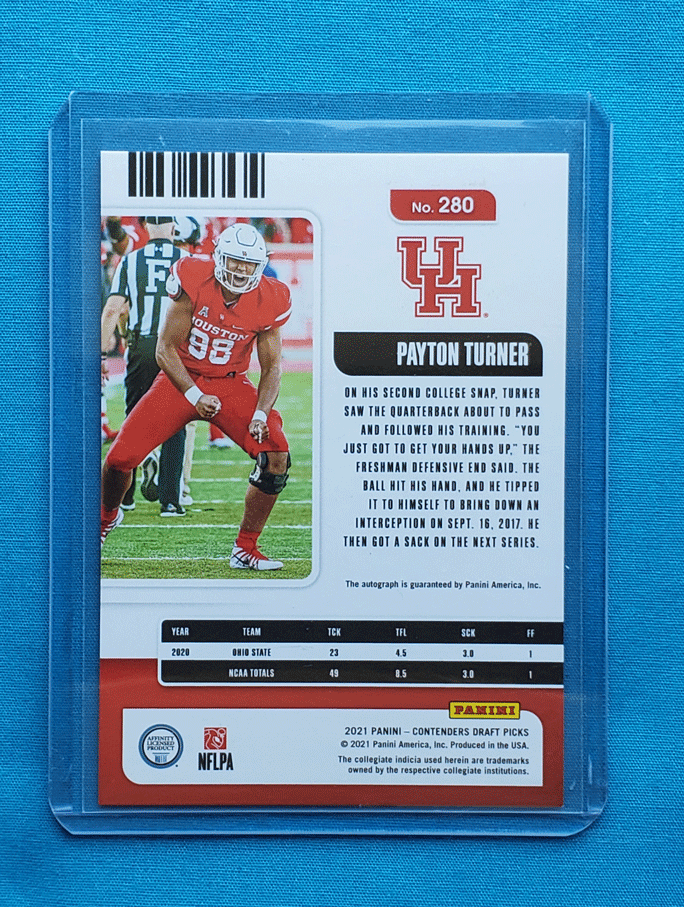 No. 280
UH
PAYTON TURNER
ON HIS SECOND COLLEGE SNAP, TURNER
SAW THE QUARTERBACK ABOUT TO PASS
AND FOLLOWED HIS TRAINING. "YOU
JUST GOT TO GET YOUR HANDS UP," THE
FRESHMAN DEFENSIVE END SAID. THE
BALL HIT HIS HAND, AND HE TIPPED
IT TO HIMSELF TO BRING DOWN AN
INTERCEPTION ON SEPT. 16, 2017. HE
THEN GOT A SACK ON THE NEXT SERIES.
The autograph is guaranteed by Panini America, Inc.
F
HOUSTON
98
YEAR TEAM TCK TFL SCK FF
2020 OHIO STATE 23 4.5 3.0 1
NCAA TOTALS 49 8.5 3.0 1
PANINI
2021 PANINI – CONTENDERS DRAFT PICKS
© 2021 Panini America, Inc. Produced in the USA.
The collegiate indicia used herein are trademarks
owned by the respective collegiate institutions.
AFFINITY
LICENSED
PRODUCT
NFLPA